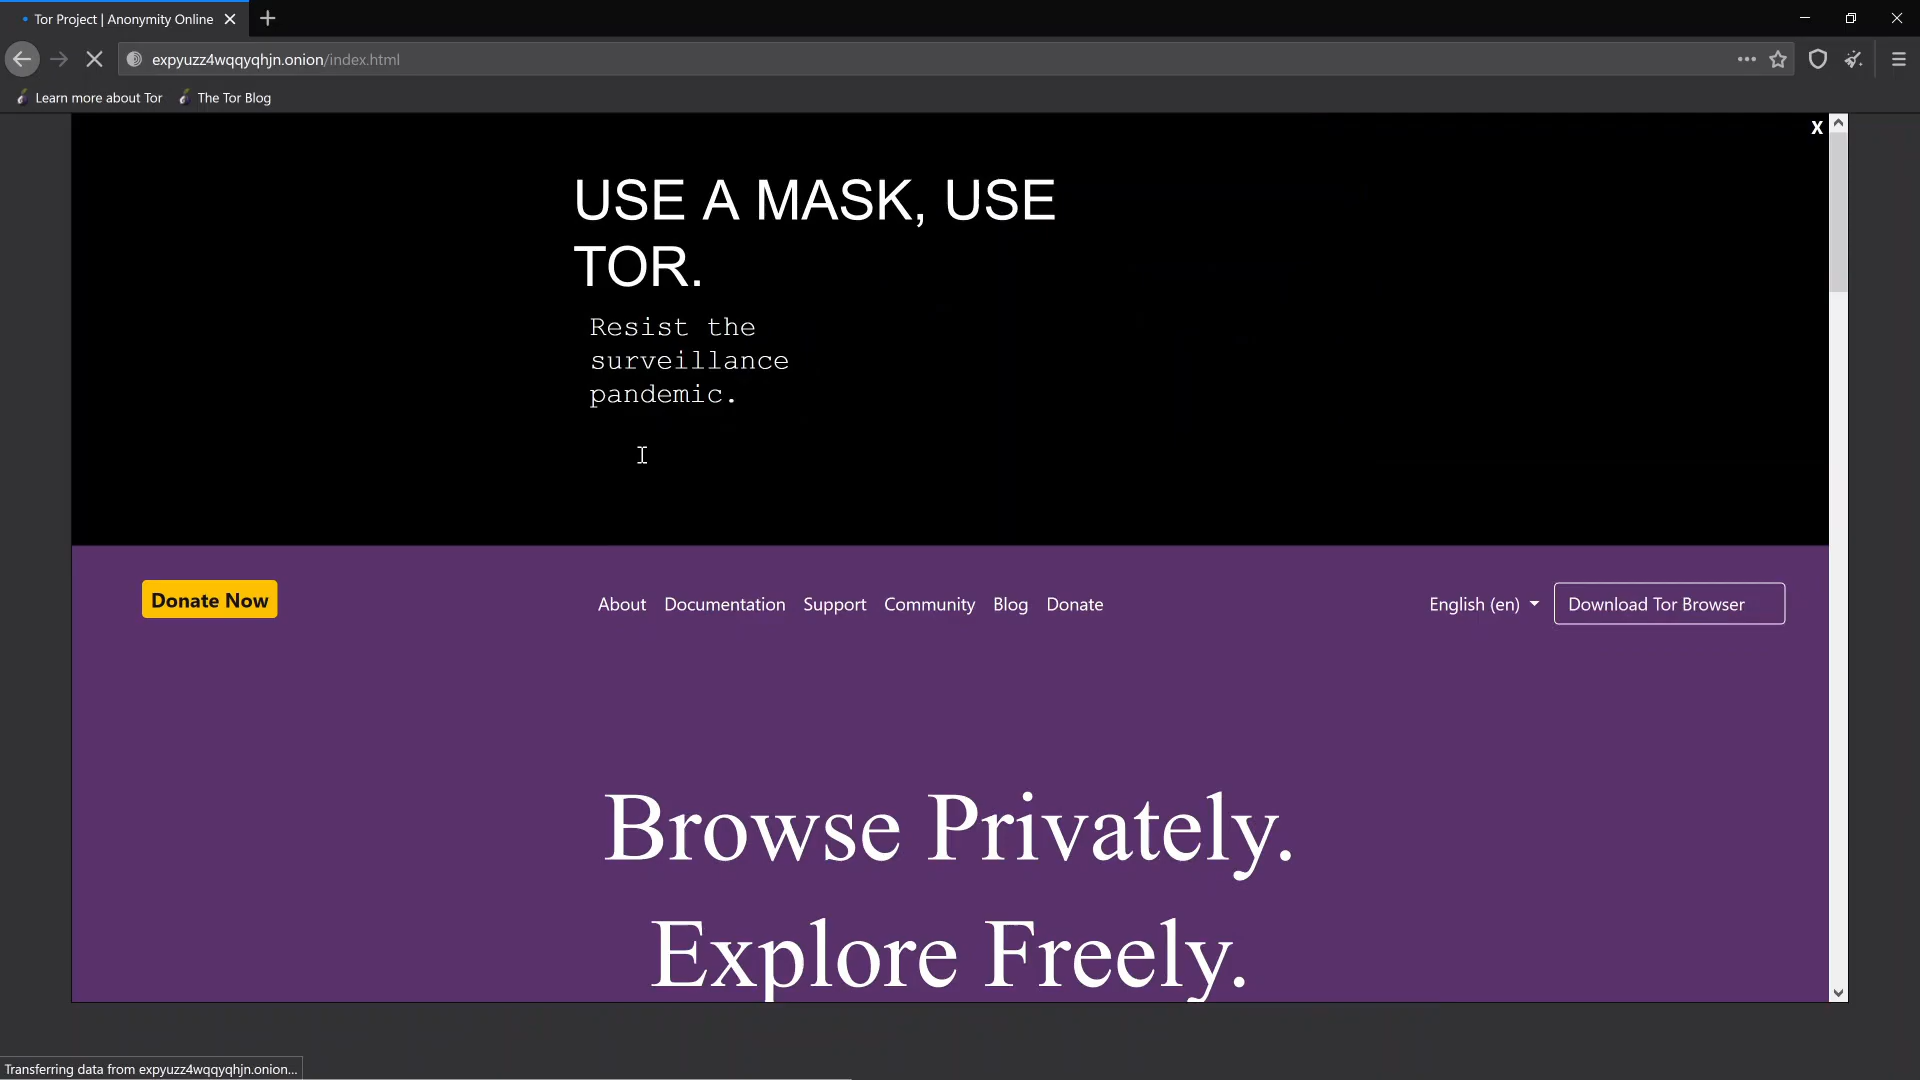 Tor Project | Anonymity Online
expyuzz4wqqyqhjn.onion/index.html
Learn more about Tor The Tor Blog
X
USE A MASK, USE
TOR.
Resist the
surveillance
pandemic.
Donate Now About Documentation Support Community Blog Donate English (en) Download Tor Browser
Browse Privately.
Explore Freely.
Transferring data from expyuzz4wqqyqhjn.onion...